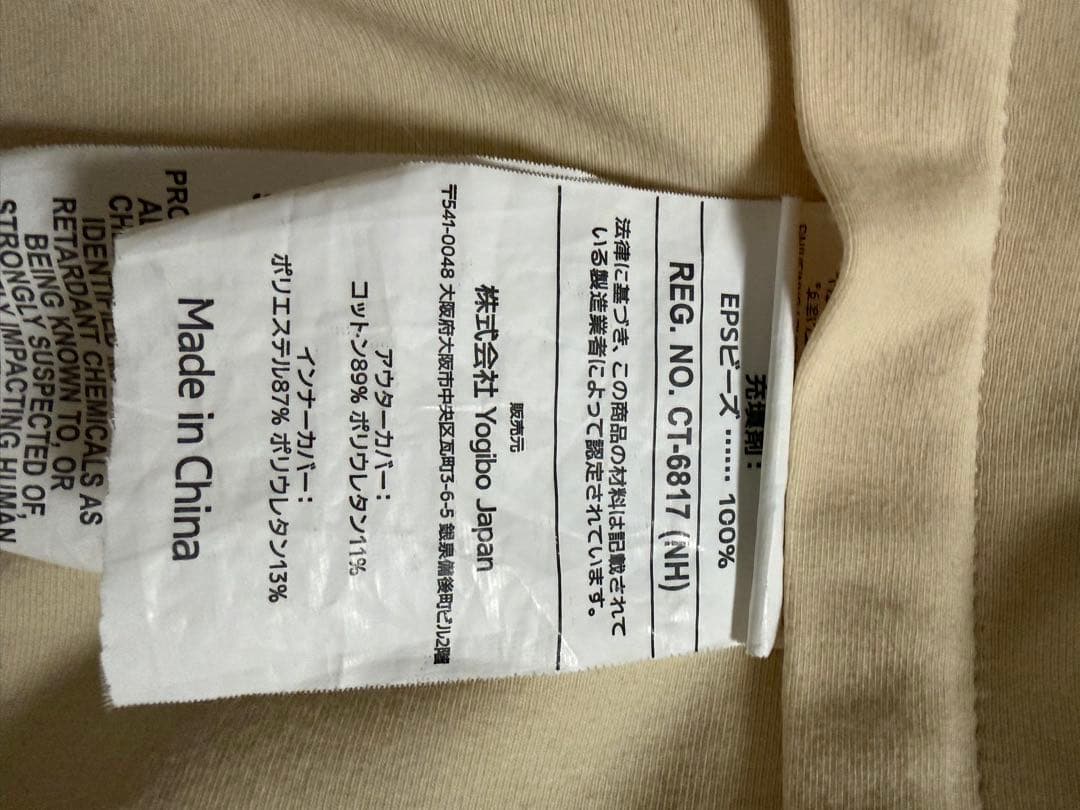 充填剤：
EPSビーズ …… 100%
REG. NO. CT-6817 (NH)
法律に基づき、この商品の材料は記載されて
いる製造業者によって認定されています。
販売元
株式会社 Yogibo Japan
〒541-0048 大阪府大阪市中央区瓦町3-6-5 銀泉備後町ビル2階
アウターカバー：
コットン89% ポリウレタン11%
インナーカバー：
ポリエステル87% ポリウレタン13%
Made in China
IDENTIFIED
RETARDANT CHEMICALS AS
BEING KNOWN TO, OR
STRONGLY SUSPECTED OF,
IMPACTING HUMAN